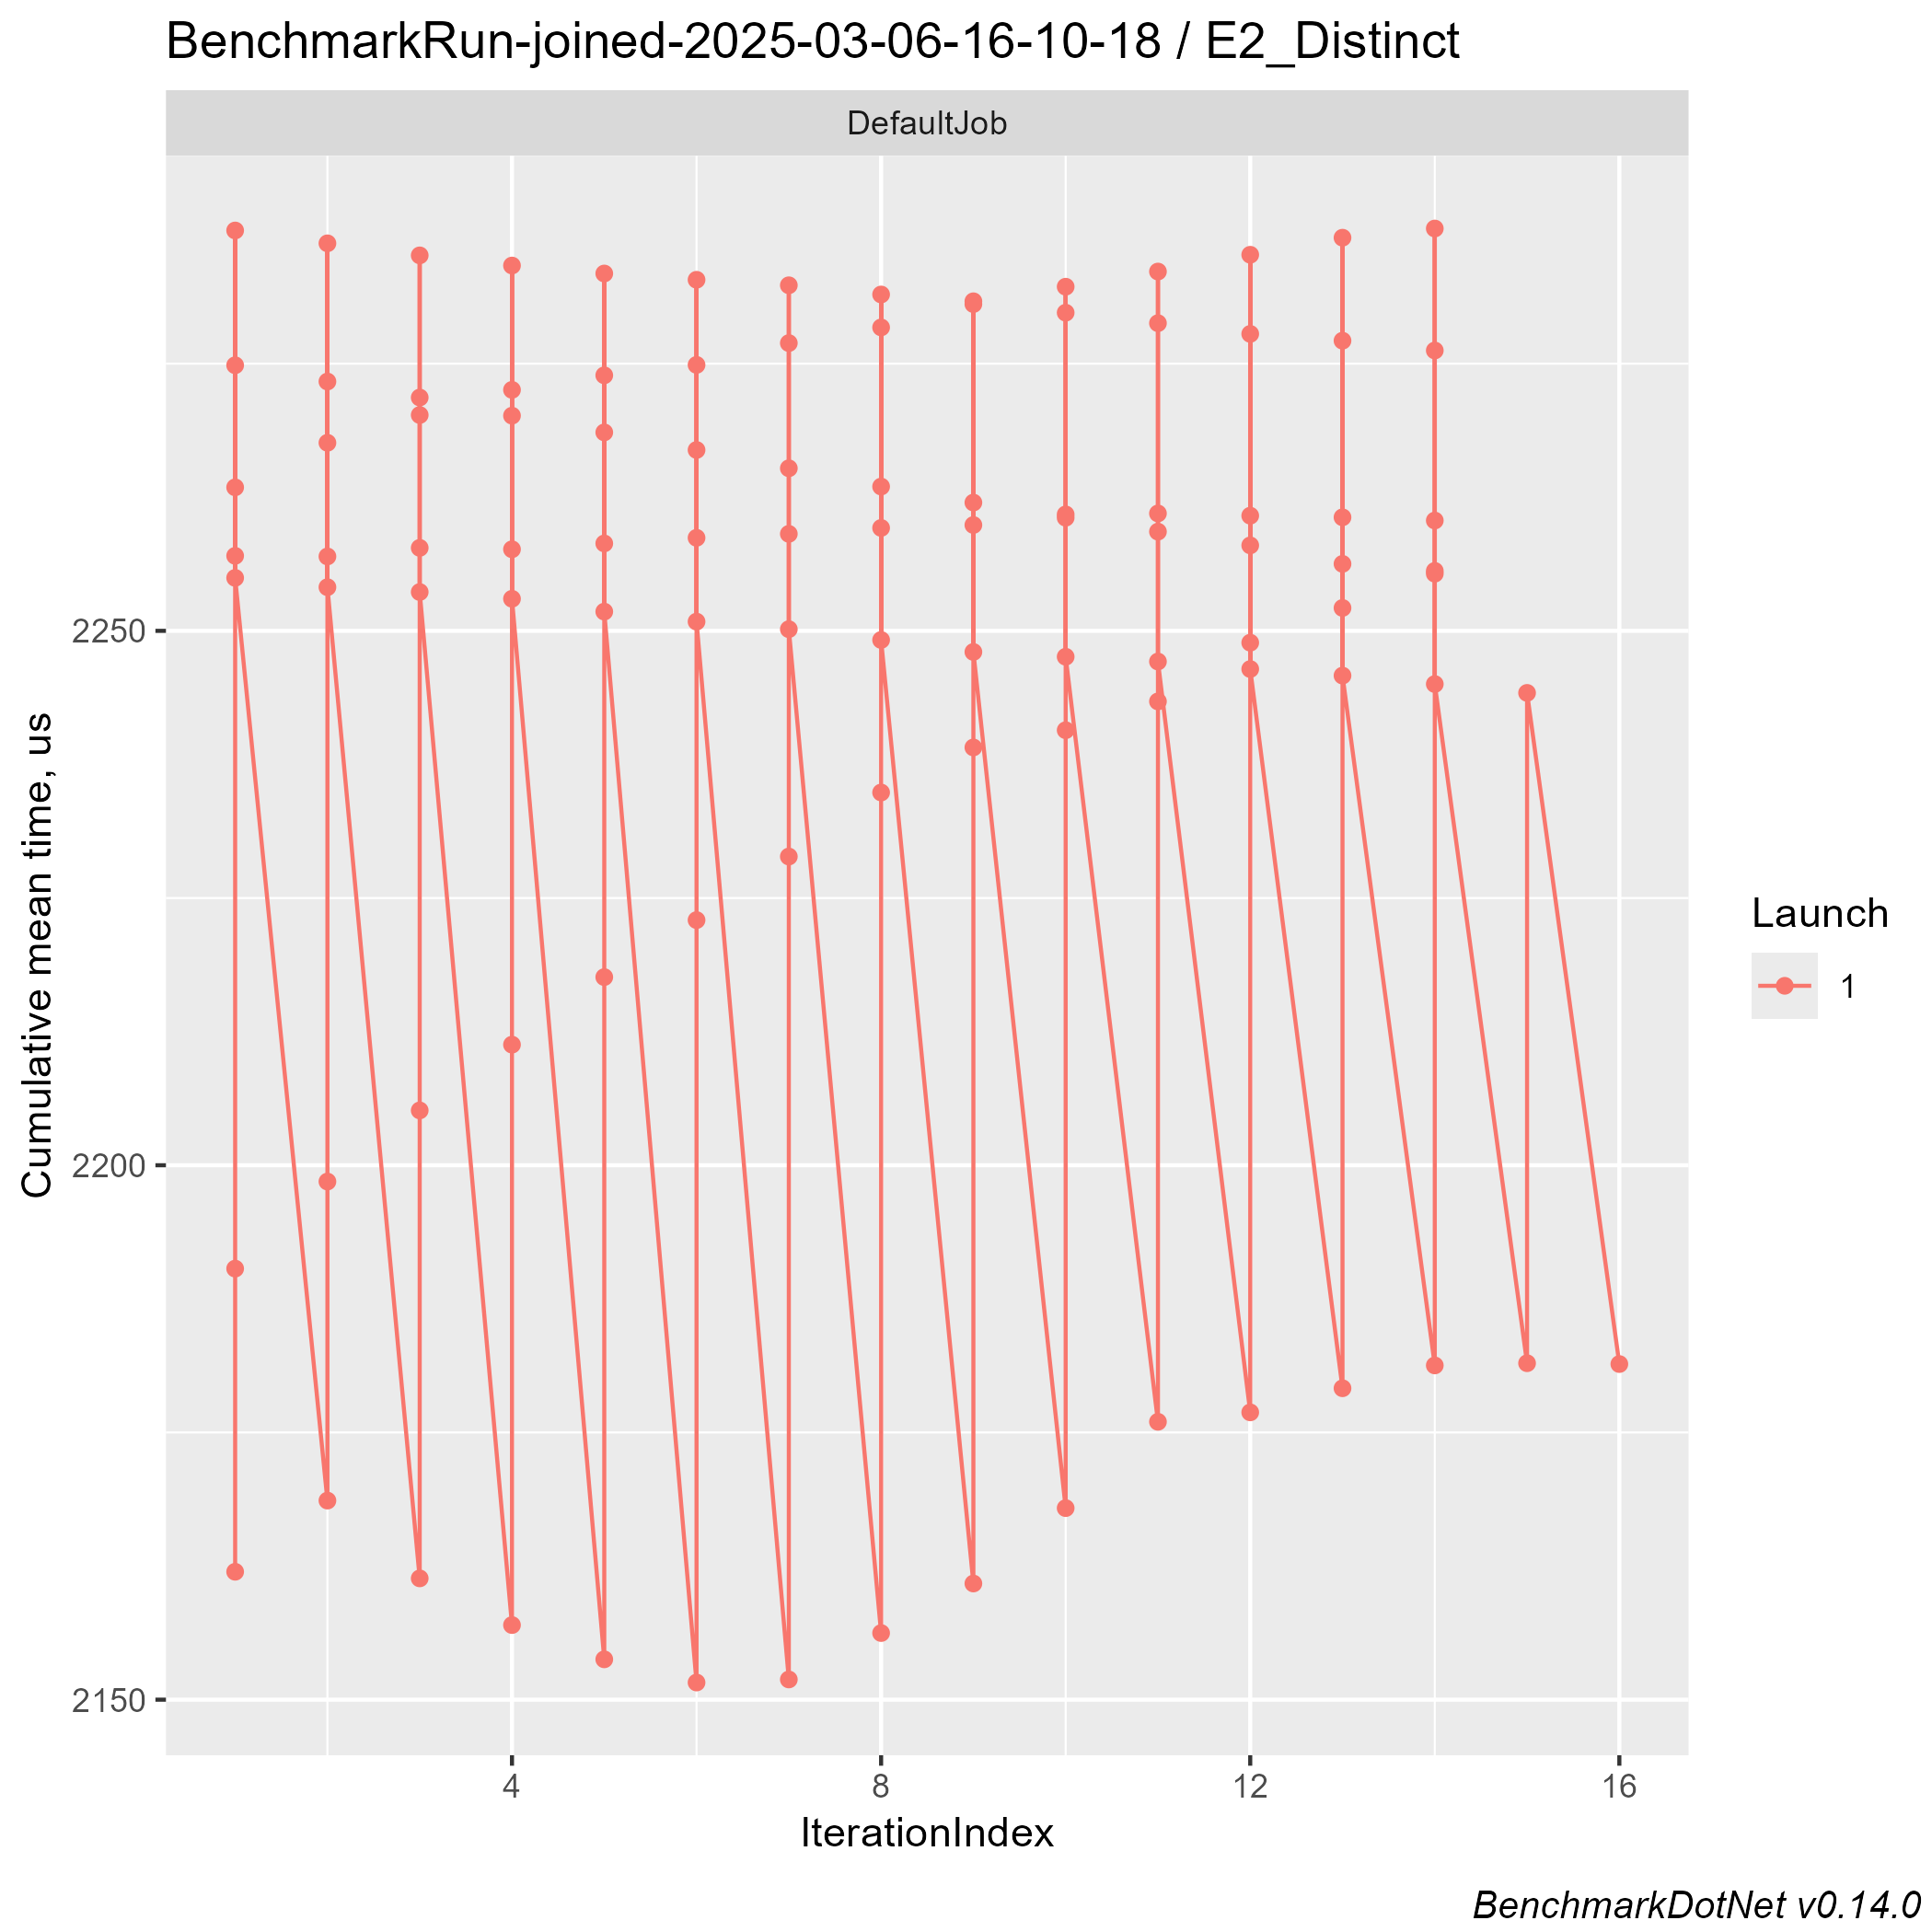 BenchmarkRun-joined-2025-03-06-16-10-18 / E2_Distinct
DefaultJob
Cumulative mean time, us
2250
2200
2150
4
8
12
16
IterationIndex
Launch
1
BenchmarkDotNet v0.14.0